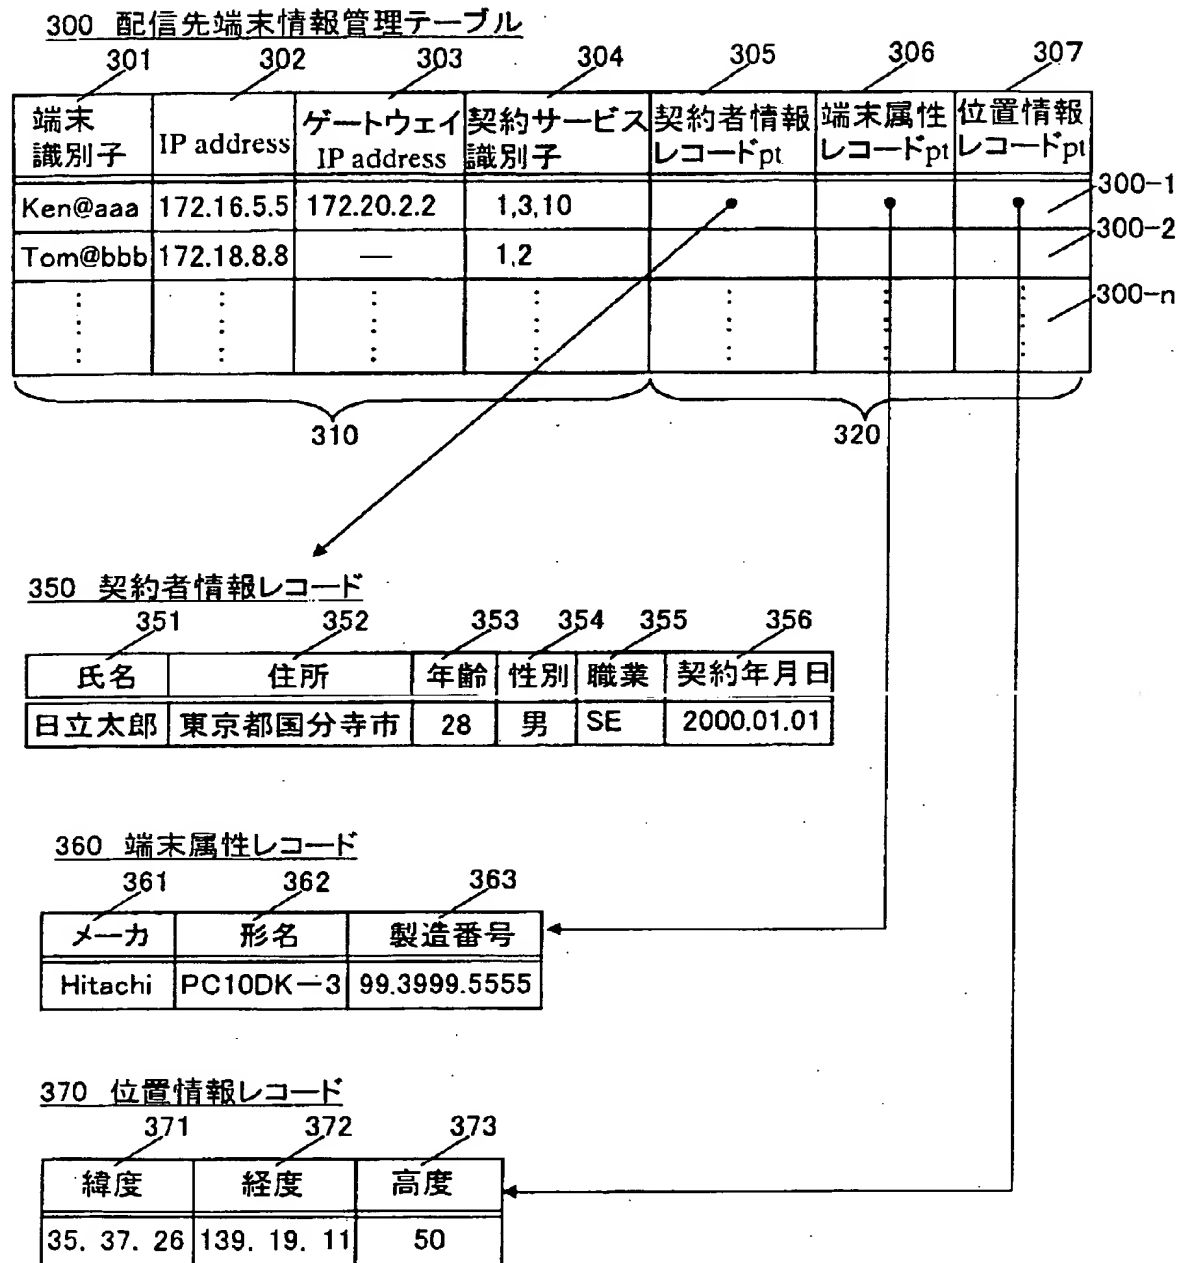 300 配信先端末情報管理テーブル
301 302 303 304 305 306 307
端末 ゲートウェイ 契約サービス 契約者情報 端末属性 位置情報
識別子 IP address IP address 識別子 レコードpt レコードpt レコードpt
Ken@aaa 172.16.5.5 172.20.2.2 1,3,10 300-1
Tom@bbb 172.18.8.8 — 1,2 300-2
300-n
310 320
350 契約者情報レコード
351 352 353 354 355 356
氏名 住所 年齢 性別 職業 契約年月日
日立太郎 東京都国分寺市 28 男 SE 2000.01.01
360 端末属性レコード
361 362 363
メーカ 形名 製造番号
Hitachi PC10DK-3 99.3999.5555
370 位置情報レコード
371 372 373
緯度 経度 高度
35. 37. 26 139. 19. 11 50